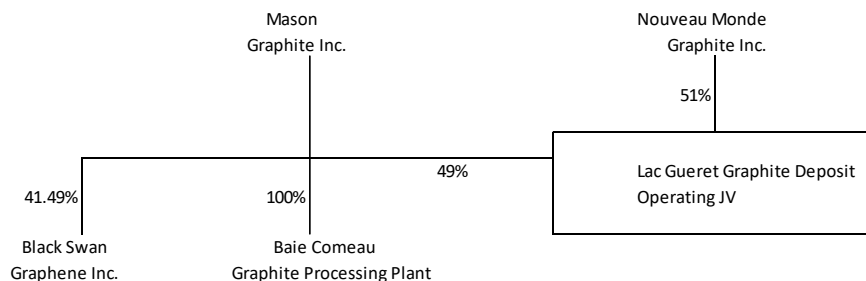 Mason
Graphite Inc.
Nouveau Monde
Graphite Inc.
51%
49%
Lac Gueret Graphite Deposit
Operating JV
41.49%
100%
Black Swan
Graphene Inc.
Baie Comeau
Graphite Processing Plant